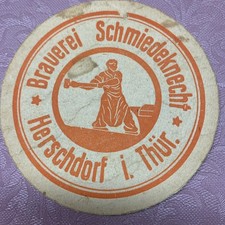 Brauerei Schmiedeknecht
Herschdorf i. Thür.